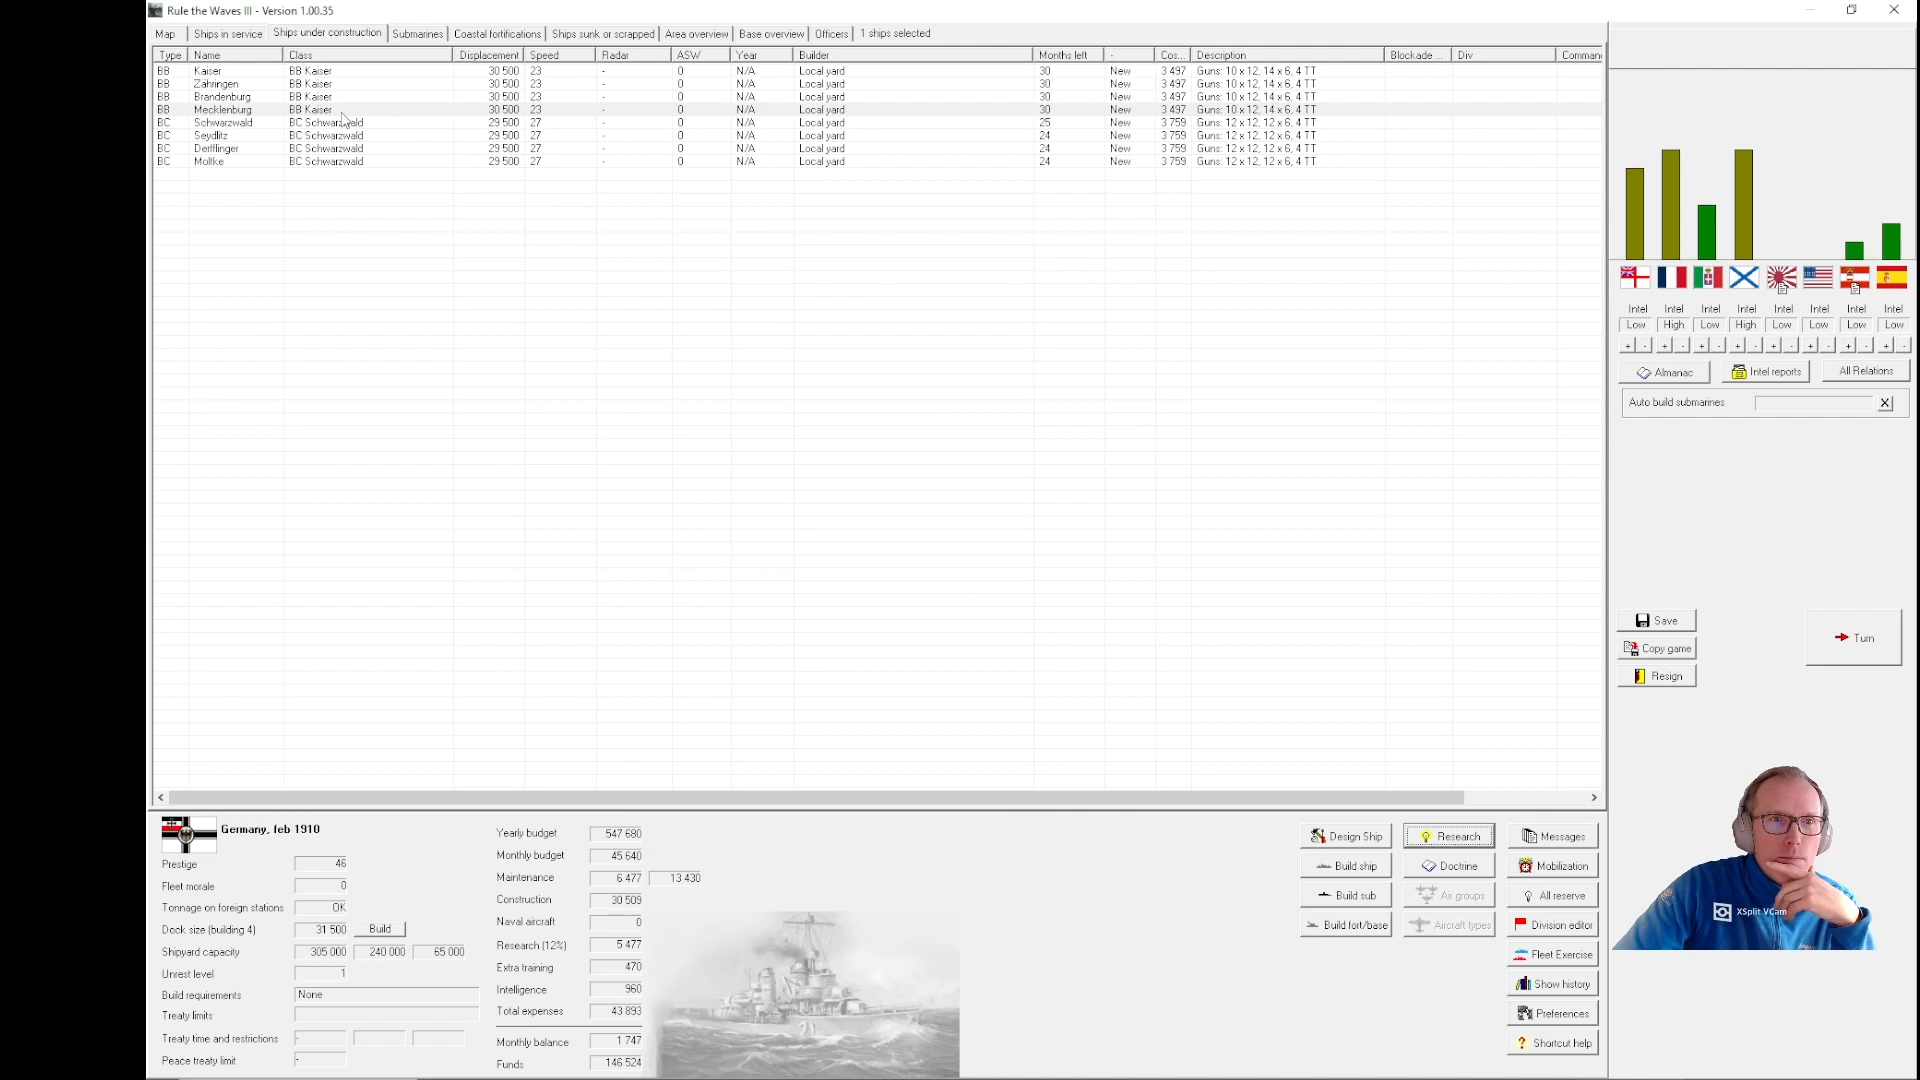 Rule the Waves III - Version 1.00.35
Map Ships in service Ships under construction Submarines Coastal fortifications Ships sunk or scrapped Area overview Base overview Officers 1 ships selected
Type Name Class Displacement Speed Radar ASW Year Builder Months left - Cos... Description Blockade ... Div Comman
BB Kaiser BB Kaiser 30 500 23 - 0 N/A Local yard 30 New 3 497 Guns: 10 x 12, 14 x 6, 4 TT
BB Zähringen BB Kaiser 30 500 23 - 0 N/A Local yard 30 New 3 497 Guns: 10 x 12, 14 x 6, 4 TT
BB Brandenburg BB Kaiser 30 500 23 - 0 N/A Local yard 30 New 3 497 Guns: 10 x 12, 14 x 6, 4 TT
BB Mecklenburg BB Kaiser 30 500 23 - 0 N/A Local yard 30 New 3 497 Guns: 10 x 12, 14 x 6, 4 TT
BC Schwarzwald BC Schwarzwald 29 500 27 - 0 N/A Local yard 25 New 3 759 Guns: 12 x 12, 12 x 6, 4 TT
BC Seydlitz BC Schwarzwald 29 500 27 - 0 N/A Local yard 24 New 3 759 Guns: 12 x 12, 12 x 6, 4 TT
BC Derfflinger BC Schwarzwald 29 500 27 - 0 N/A Local yard 24 New 3 759 Guns: 12 x 12, 12 x 6, 4 TT
BC Moltke BC Schwarzwald 29 500 27 - 0 N/A Local yard 24 New 3 759 Guns: 12 x 12, 12 x 6, 4 TT
Intel Intel Intel Intel Intel Intel Intel Intel
Low High Low High Low Low Low Low
+ - + - + - + - + - + - + - + -
Almanac Intel reports All Relations
Auto build submarines X
Save
Turn
Copy game
Resign
Germany, feb 1910
Prestige 46
Fleet morale 0
Tonnage on foreign stations OK
Dock size (building 4) 31 500 Build
Shipyard capacity 305 000 240 000 65 000
Unrest level 1
Build requirements None
Treaty limits
Treaty time and restrictions -
Peace treaty limit -
Yearly budget 547 680
Monthly budget 45 640
Maintenance 6 477 13 430
Construction 30 509
Naval aircraft 0
Research (12%) 5 477
Extra training 470
Intelligence 960
Total expenses 43 893
Monthly balance 1 747
Funds 146 524
Design Ship Research Messages
Build ship Doctrine Mobilization
Build sub Air groups All reserve
Build fort/base Aircraft types Division editor
Fleet Exercise
Show history
Preferences
Shortcut help
XSplit VCam